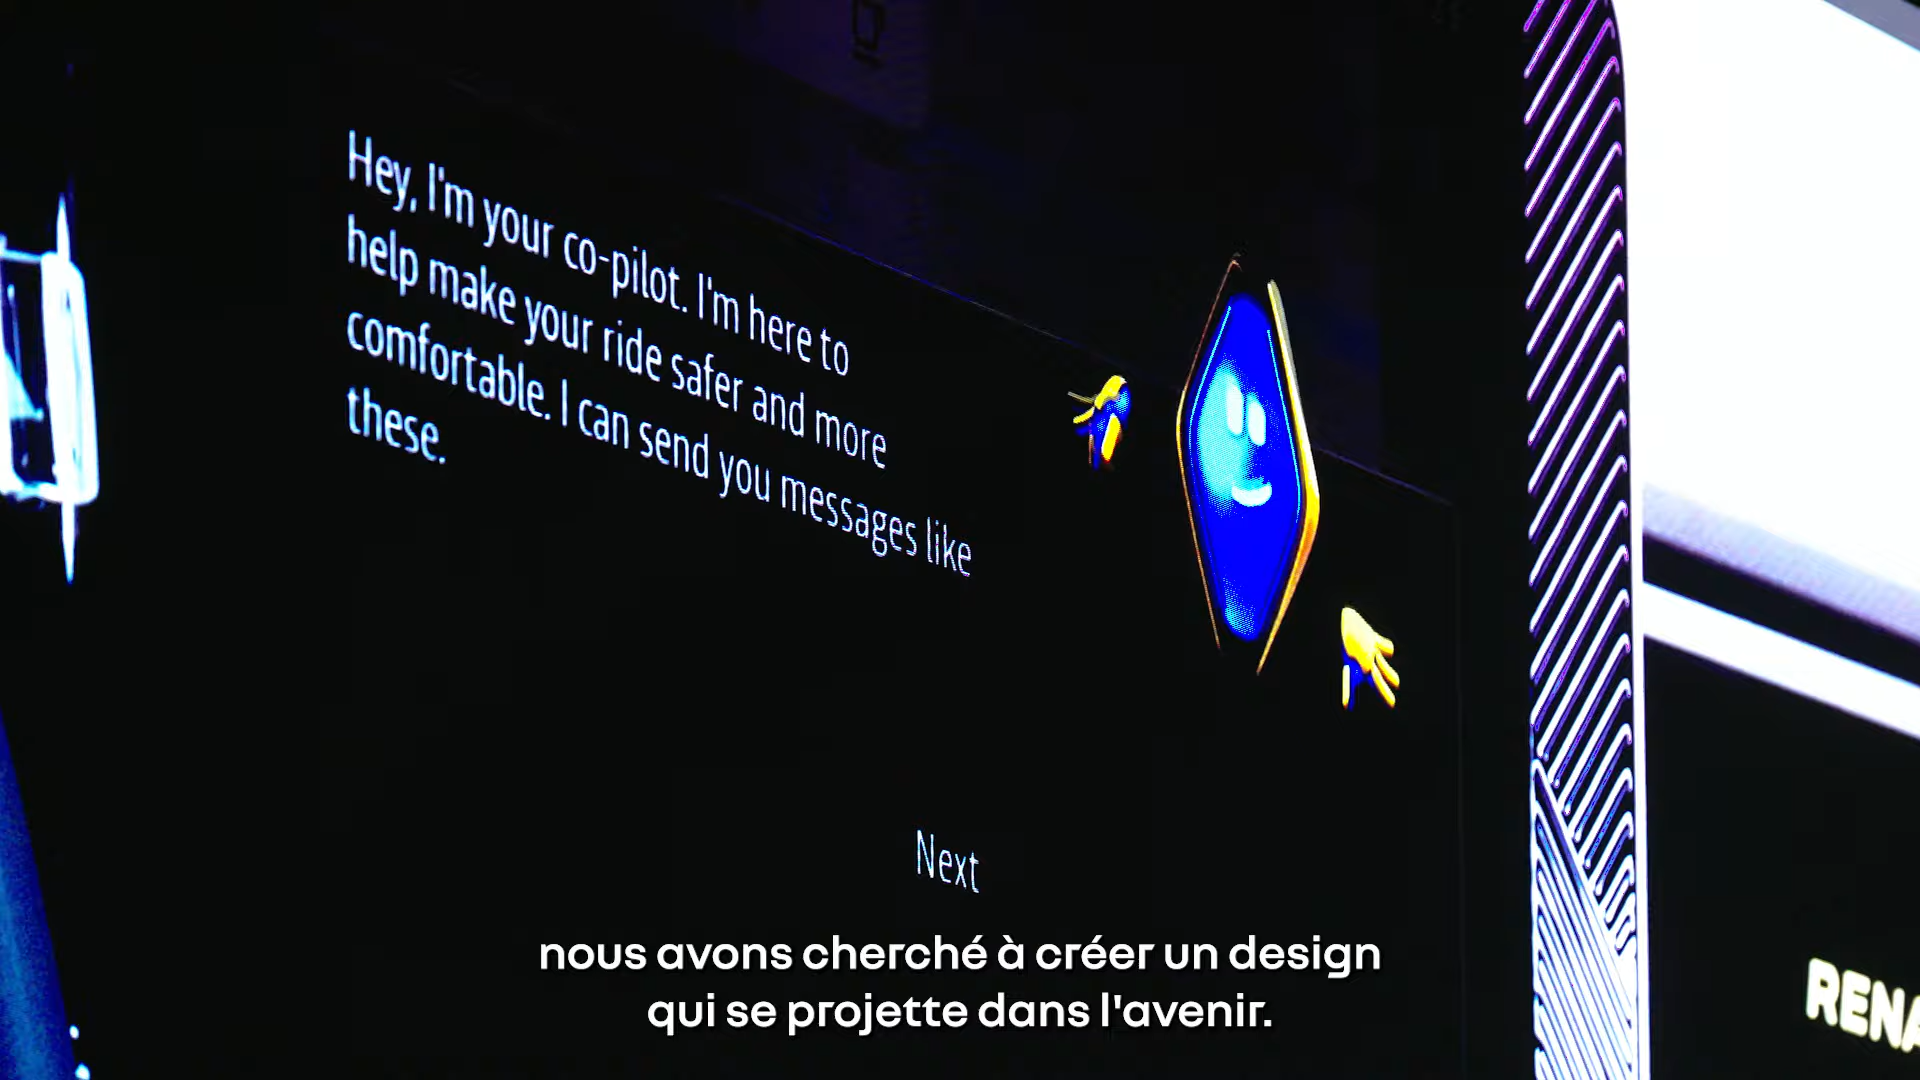 Hey, I'm your co-pilot. I'm here to
help make your ride safer and more
comfortable. I can send you messages like
these.
Next
nous avons cherché à créer un design
qui se projette dans l'avenir.
RENA